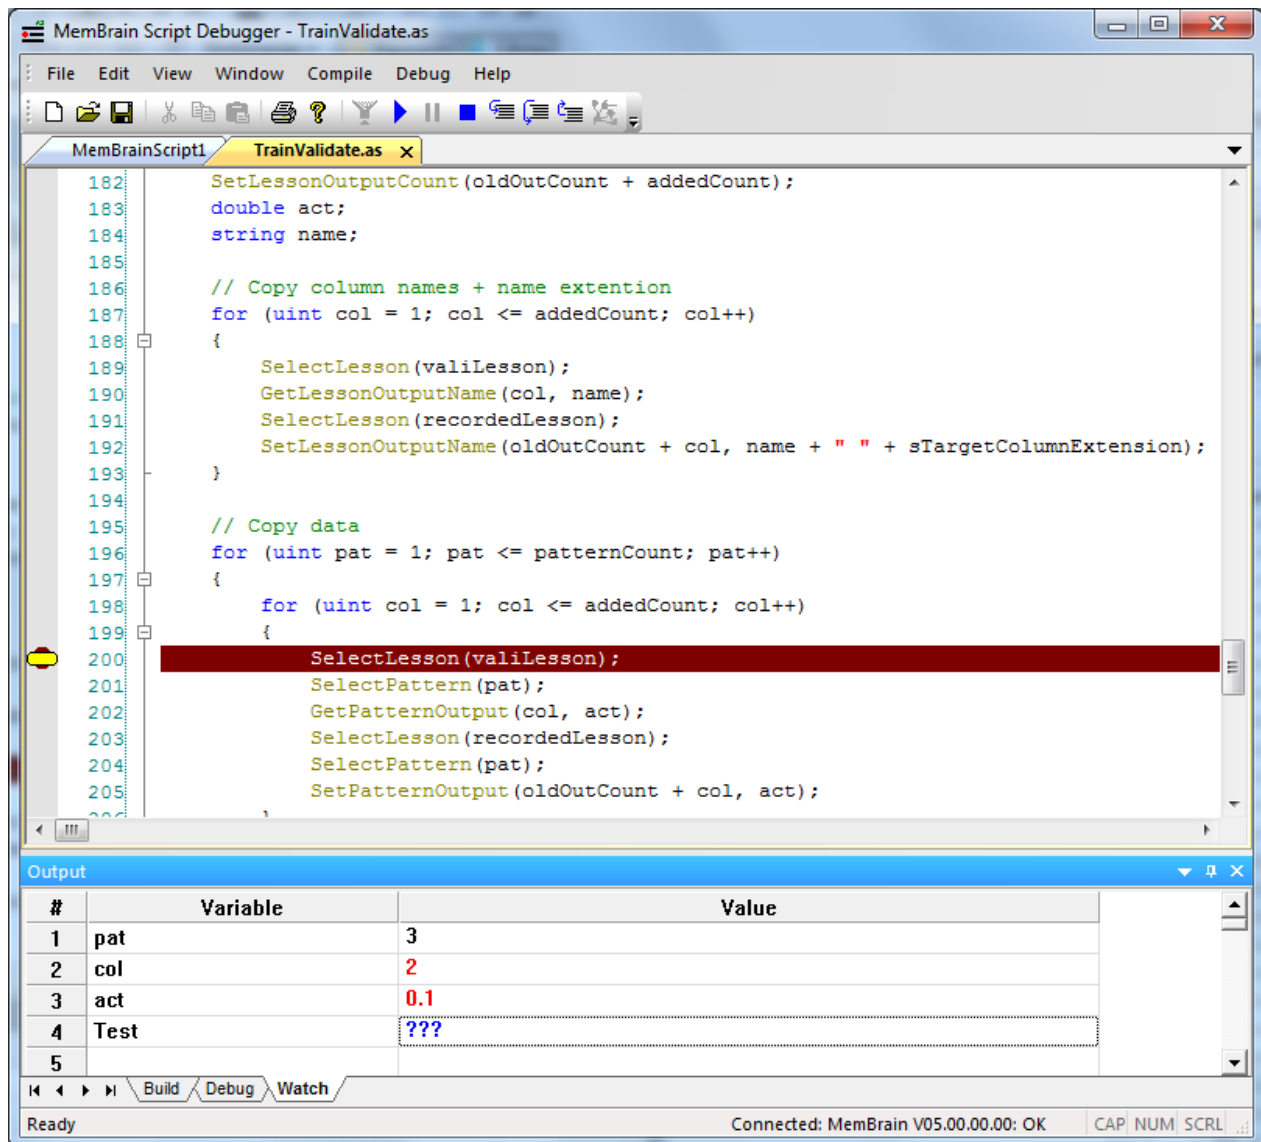 MemBrain Script Debugger - TrainValidate.as
File Edit View Window Compile Debug Help
MemBrainScript1 TrainValidate.as
182 SetLessonOutputCount(oldOutCount + addedCount);
183 double act;
184 string name;
185
186 // Copy column names + name extention
187 for (uint col = 1; col <= addedCount; col++)
188 {
189 SelectLesson(valiLesson);
190 GetLessonOutputName(col, name);
191 SelectLesson(recordedLesson);
192 SetLessonOutputName(oldOutCount + col, name + " " + sTargetColumnExtension);
193 }
194
195 // Copy data
196 for (uint pat = 1; pat <= patternCount; pat++)
197 {
198 for (uint col = 1; col <= addedCount; col++)
199 {
200 SelectLesson(valiLesson);
201 SelectPattern(pat);
202 GetPatternOutput(col, act);
203 SelectLesson(recordedLesson);
204 SelectPattern(pat);
205 SetPatternOutput(oldOutCount + col, act);
206 }
Output
# Variable Value
1 pat 3
2 col 2
3 act 0.1
4 Test ???
5
Build Debug Watch
Ready Connected: MemBrain V05.00.00.00: OK CAP NUM SCRL